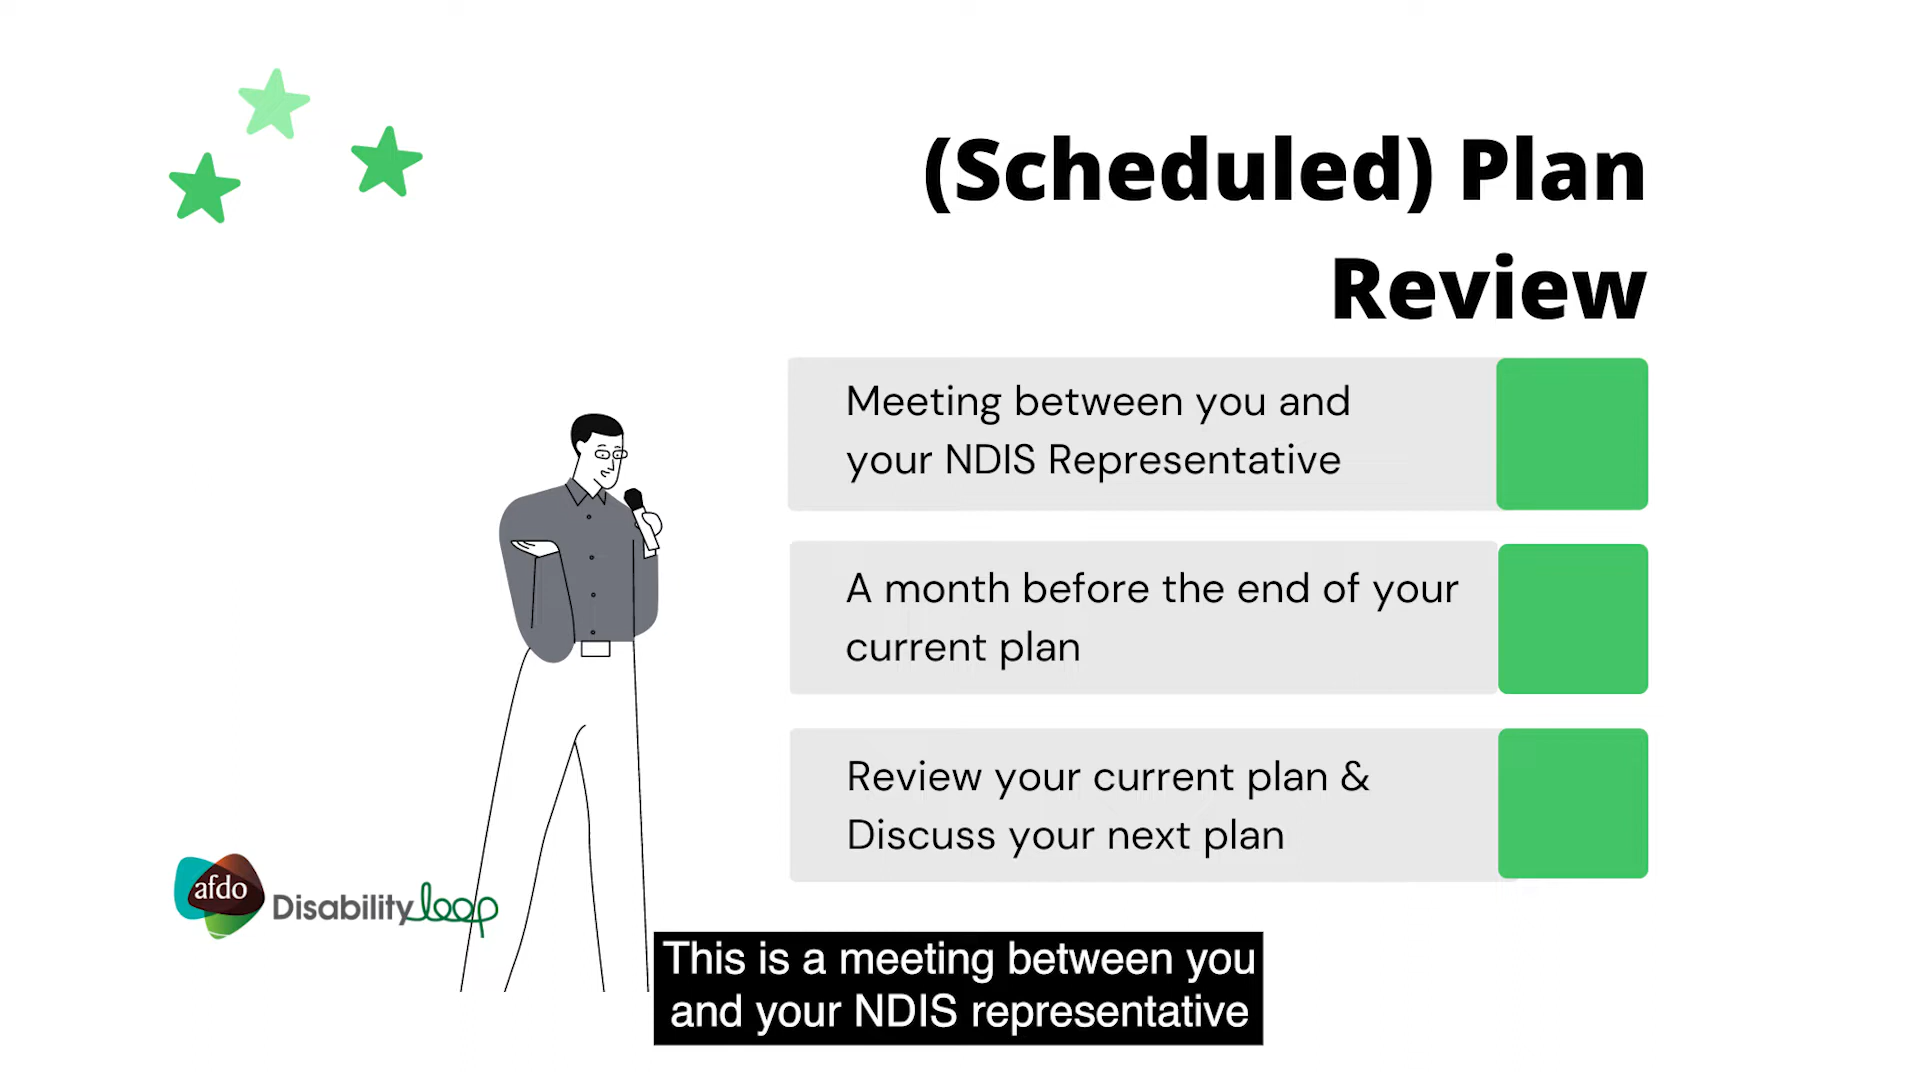 (Scheduled) Plan
Review
Meeting between you and
your NDIS Representative
A month before the end of your
current plan
Review your current plan &
Discuss your next plan
afdo
Disability loop
This is a meeting between you
and your NDIS representative